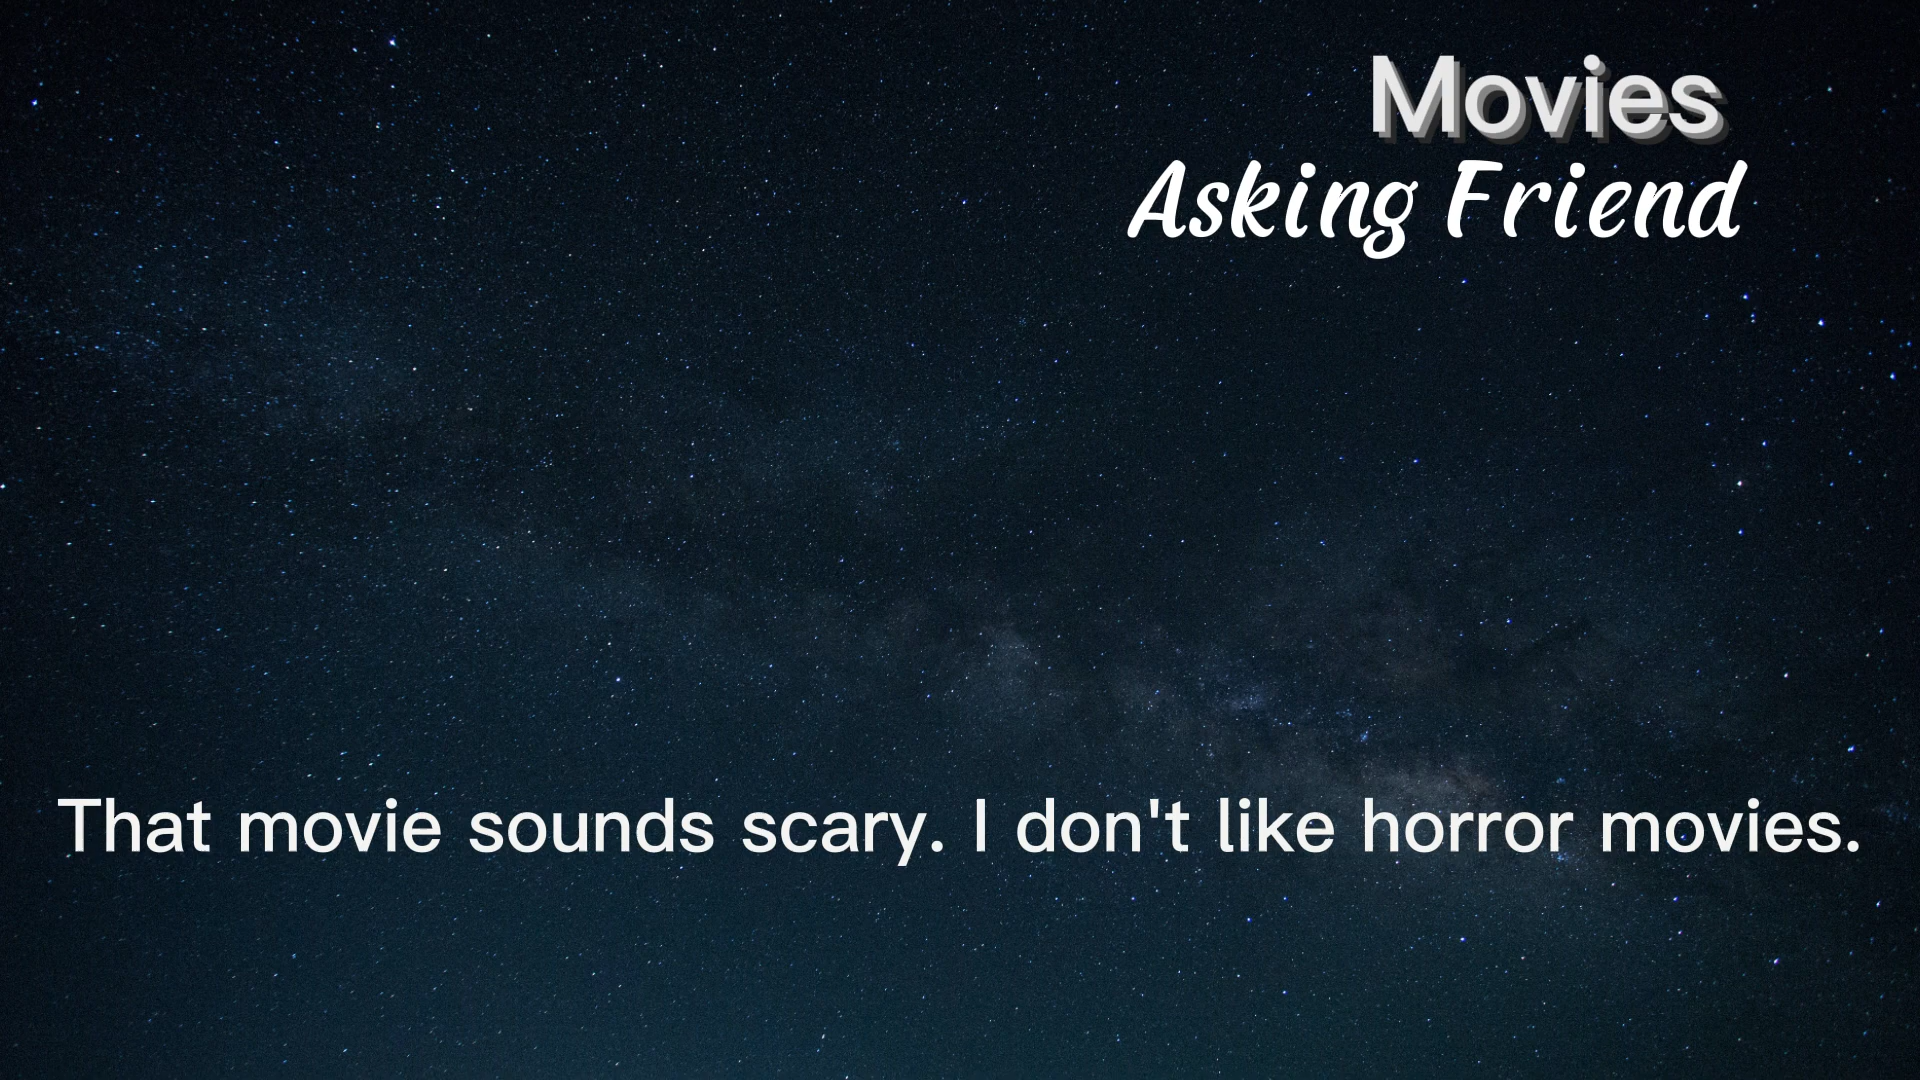 Movies
Asking Friend
That movie sounds scary. I don't like horror movies.